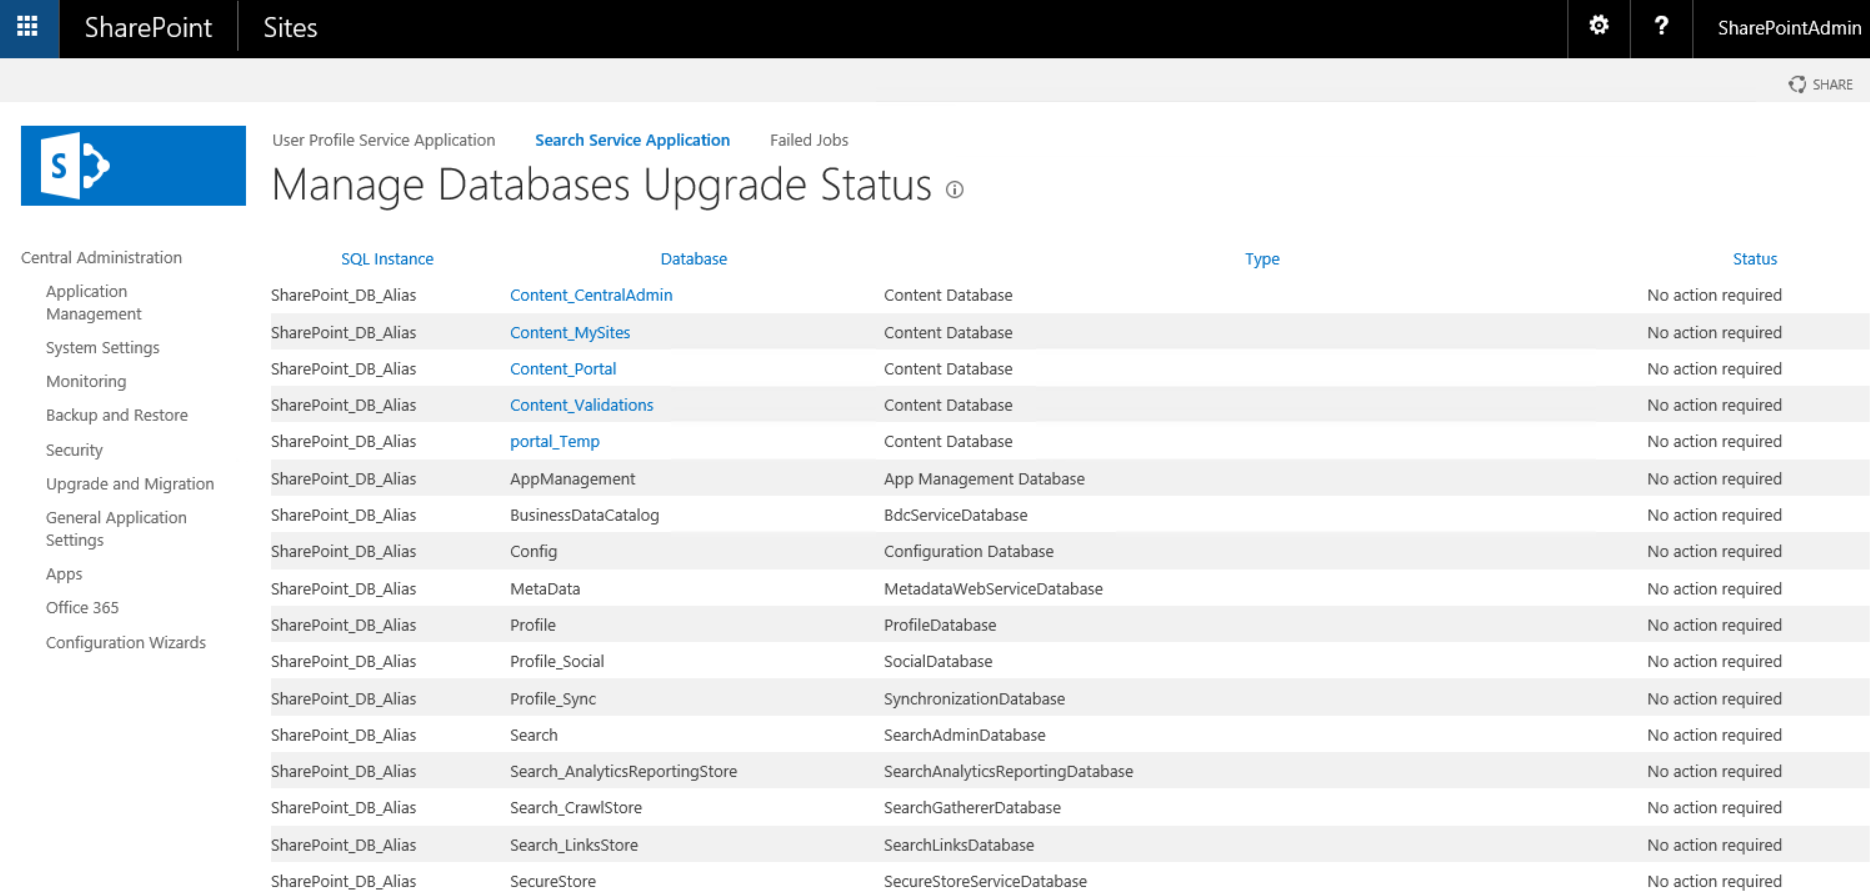 SharePoint Sites ? SharePointAdmin
SHARE
S
User Profile Service Application Search Service Application Failed Jobs
Manage Databases Upgrade Status
Central Administration
Application
Management
System Settings
Monitoring
Backup and Restore
Security
Upgrade and Migration
General Application
Settings
Apps
Office 365
Configuration Wizards
SQL Instance Database Type Status
SharePoint_DB_Alias Content_CentralAdmin Content Database No action required
SharePoint_DB_Alias Content_MySites Content Database No action required
SharePoint_DB_Alias Content_Portal Content Database No action required
SharePoint_DB_Alias Content_Validations Content Database No action required
SharePoint_DB_Alias portal_Temp Content Database No action required
SharePoint_DB_Alias AppManagement App Management Database No action required
SharePoint_DB_Alias BusinessDataCatalog BdcServiceDatabase No action required
SharePoint_DB_Alias Config Configuration Database No action required
SharePoint_DB_Alias MetaData MetadataWebServiceDatabase No action required
SharePoint_DB_Alias Profile ProfileDatabase No action required
SharePoint_DB_Alias Profile_Social SocialDatabase No action required
SharePoint_DB_Alias Profile_Sync SynchronizationDatabase No action required
SharePoint_DB_Alias Search SearchAdminDatabase No action required
SharePoint_DB_Alias Search_AnalyticsReportingStore SearchAnalyticsReportingDatabase No action required
SharePoint_DB_Alias Search_CrawlStore SearchGathererDatabase No action required
SharePoint_DB_Alias Search_LinksStore SearchLinksDatabase No action required
SharePoint_DB_Alias SecureStore SecureStoreServiceDatabase No action required